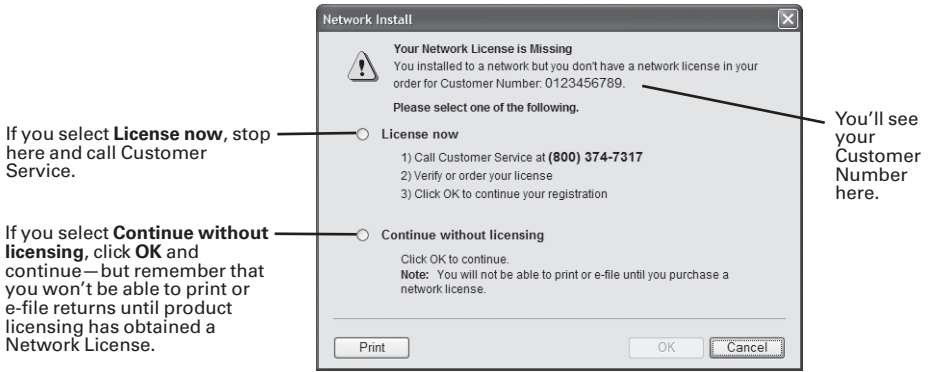 Network Install
Your Network License is Missing
You installed to a network but you don't have a network license in your
order for Customer Number: 0123456789.
Please select one of the following.
License now
1) Call Customer Service at (800) 374-7317
2) Verify or order your license
3) Click OK to continue your registration
Continue without licensing
Click OK to continue.
Note: You will not be able to print or e-file until you purchase a
network license.
Print
OK
Cancel
If you select License now, stop
here and call Customer
Service.
If you select Continue without
licensing, click OK and
continue—but remember that
you won't be able to print or
e-file returns until product
licensing has obtained a
Network License.
You'll see
your
Customer
Number
here.